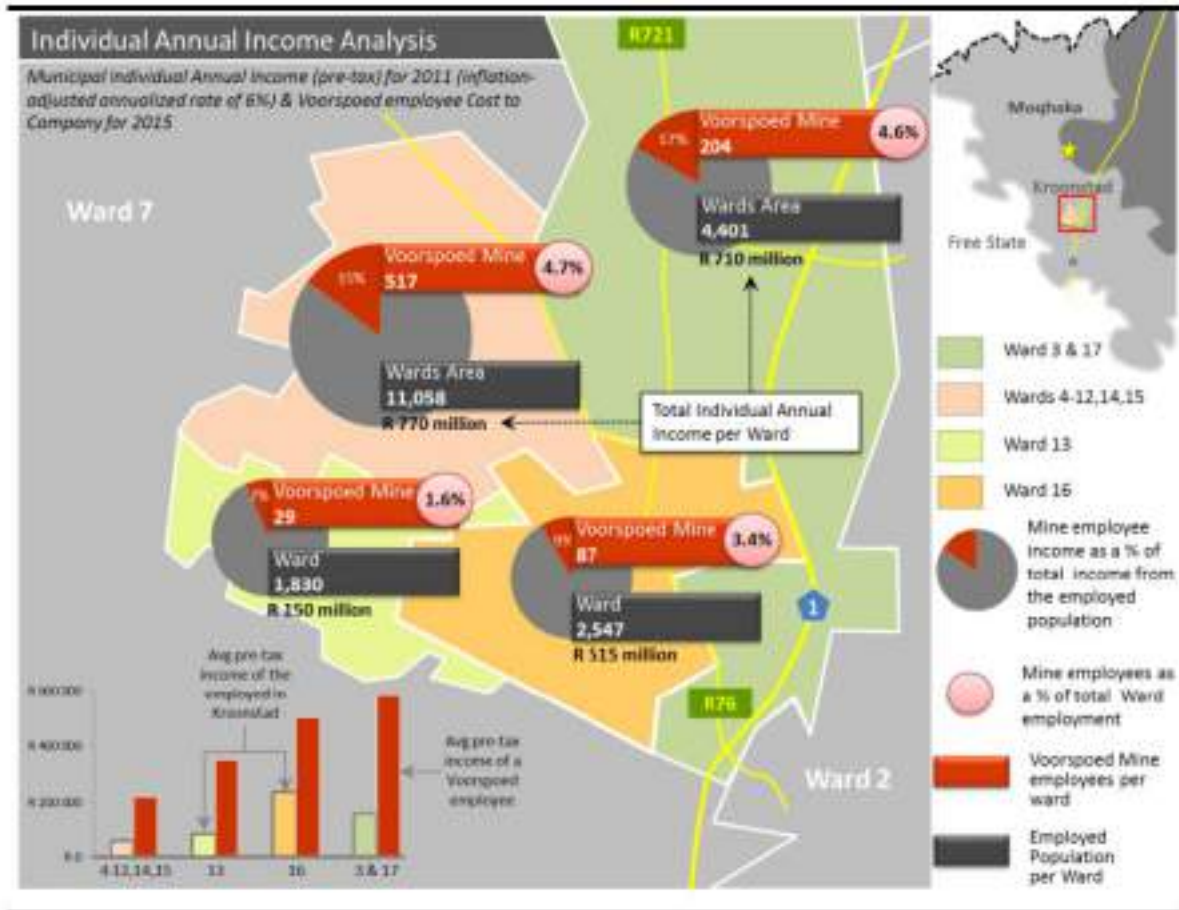 Individual Annual Income Analysis
Municipal Individual Annual Income (pre-tax) for 2011 (inflation-
adjusted annualized rate of 6%) & Voorspoed employee Cost to
Company for 2015
R721
Moqhaka
Kroonstad
Free State
Ward 7
17%
Voorspoed Mine
204
4.6%
Wards Area
4,401
R 710 million
Voorspoed Mine
517
4.7%
Wards Area
11,058
R 770 million
Total Individual Annual
Income per Ward
Voorspoed Mine
29
1.6%
Ward
1,830
R 150 million
Voorspoed Mine
87
3.4%
Ward
2,547
R 515 million
1
R76
Ward 2
Avg pre-tax
income of the
employed in
Kroonstad
Avg pre-tax
income of a
Voorspoed
employee
R 600 000
R 400 000
R 200 000
R 0
4-12,14,15
13
16
3 & 17
Ward 3 & 17
Wards 4-12,14,15
Ward 13
Ward 16
Mine employee
income as a % of
total income from
the employed
population
Mine employees as
a % of total Ward
employment
Voorspoed Mine
employees per
ward
Employed
Population
per Ward